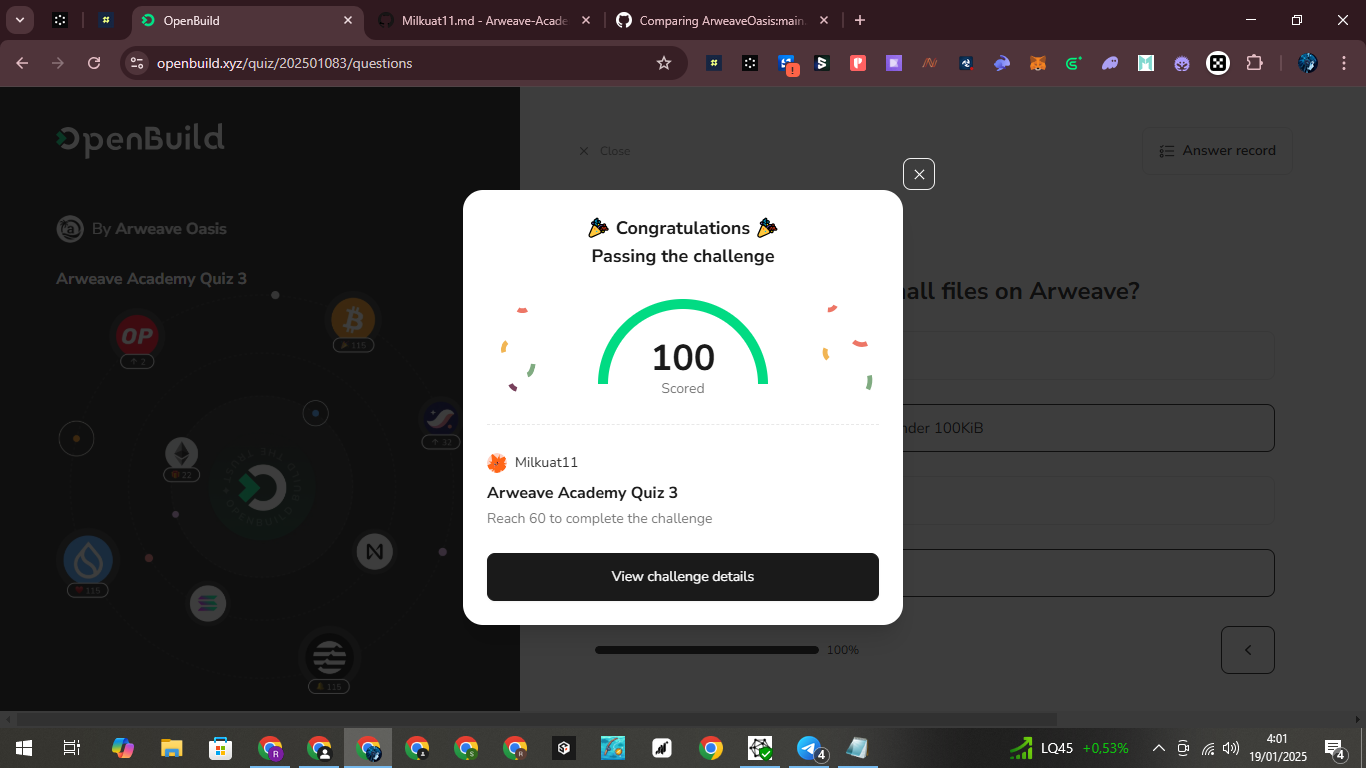 OpenBuild
Milkuat11.md - Arweave-Acade
Comparing ArweaveOasis:main
openbuild.xyz/quiz/202501083/questions
OpenBuild
Close
Answer record
By Arweave Oasis
Arweave Academy Quiz 3
🎉 Congratulations 🎉
Passing the challenge
100
Scored
Milkuat11
Arweave Academy Quiz 3
Reach 60 to complete the challenge
View challenge details
all files on Arweave?
nder 100KiB
100%
OP
2
115
32
22
115
115
LQ45 +0,53%
4:01
19/01/2025
4
4